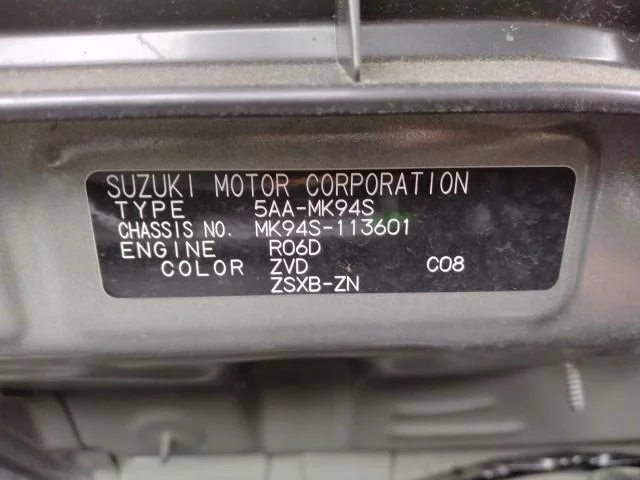 SUZUKI MOTOR CORPORATION
TYPE 5AA-MK94S
CHASSIS NO. MK94S-113601
ENGINE R06D
COLOR ZVD C08
ZSXB-ZN